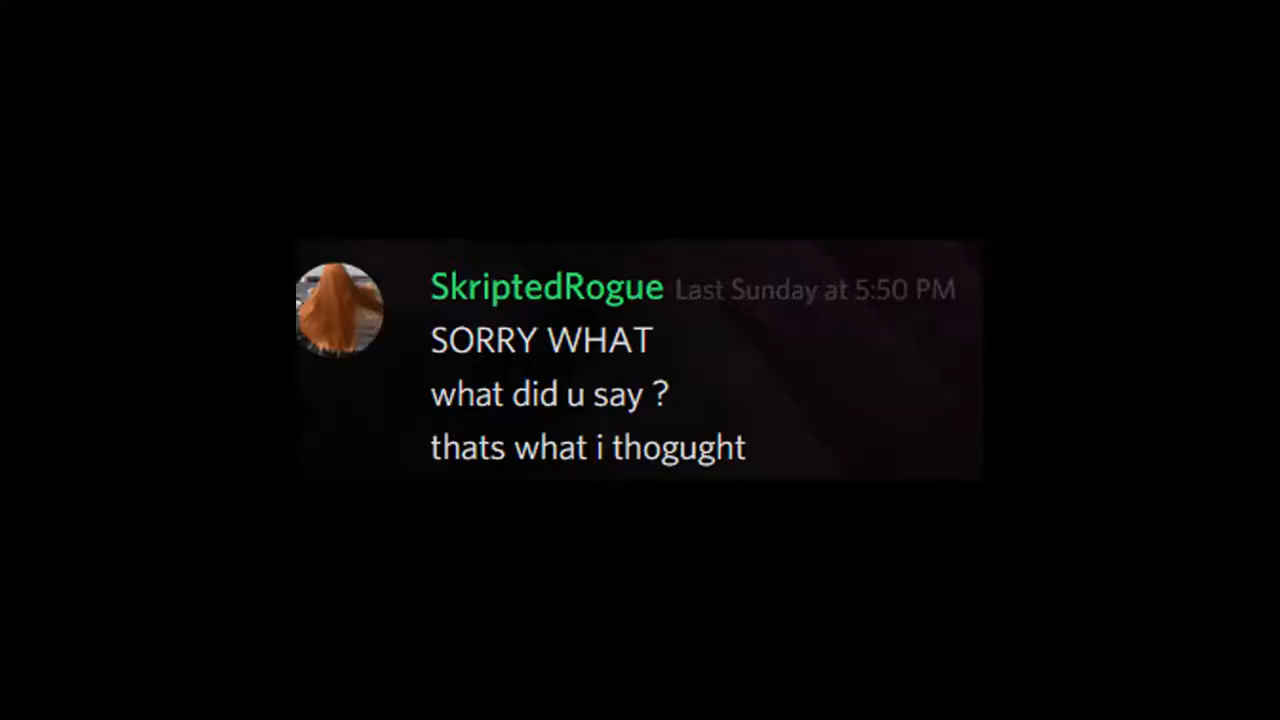 SkriptedRogue Last Sunday at 5:50 PM
SORRY WHAT
what did u say ?
thats what i thogught